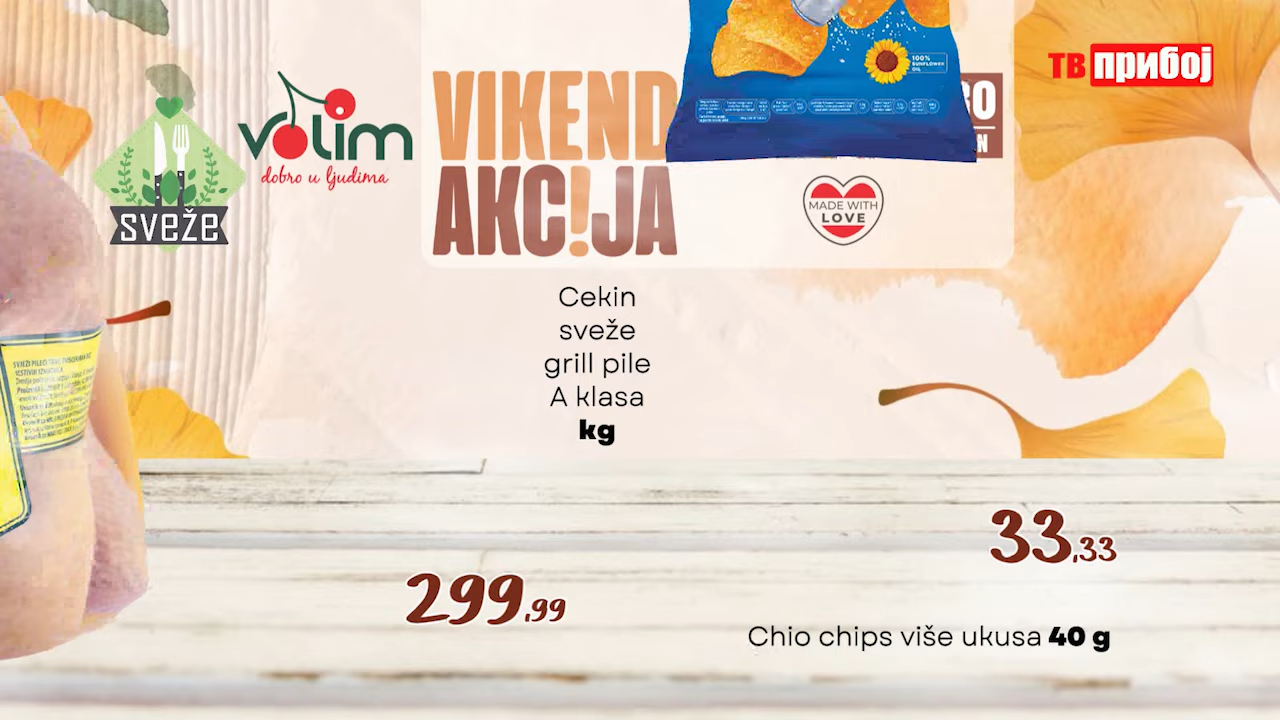 ТВ прибој
100%
SUNFLOWER
OIL
VOLIM
dobro u ljudima
SVEŽE
VIKEND
AKC!JA
MADE WITH
LOVE
Cekin
sveže
grill pile
A klasa
kg
299,99
33,33
Chio chips više ukusa 40 g